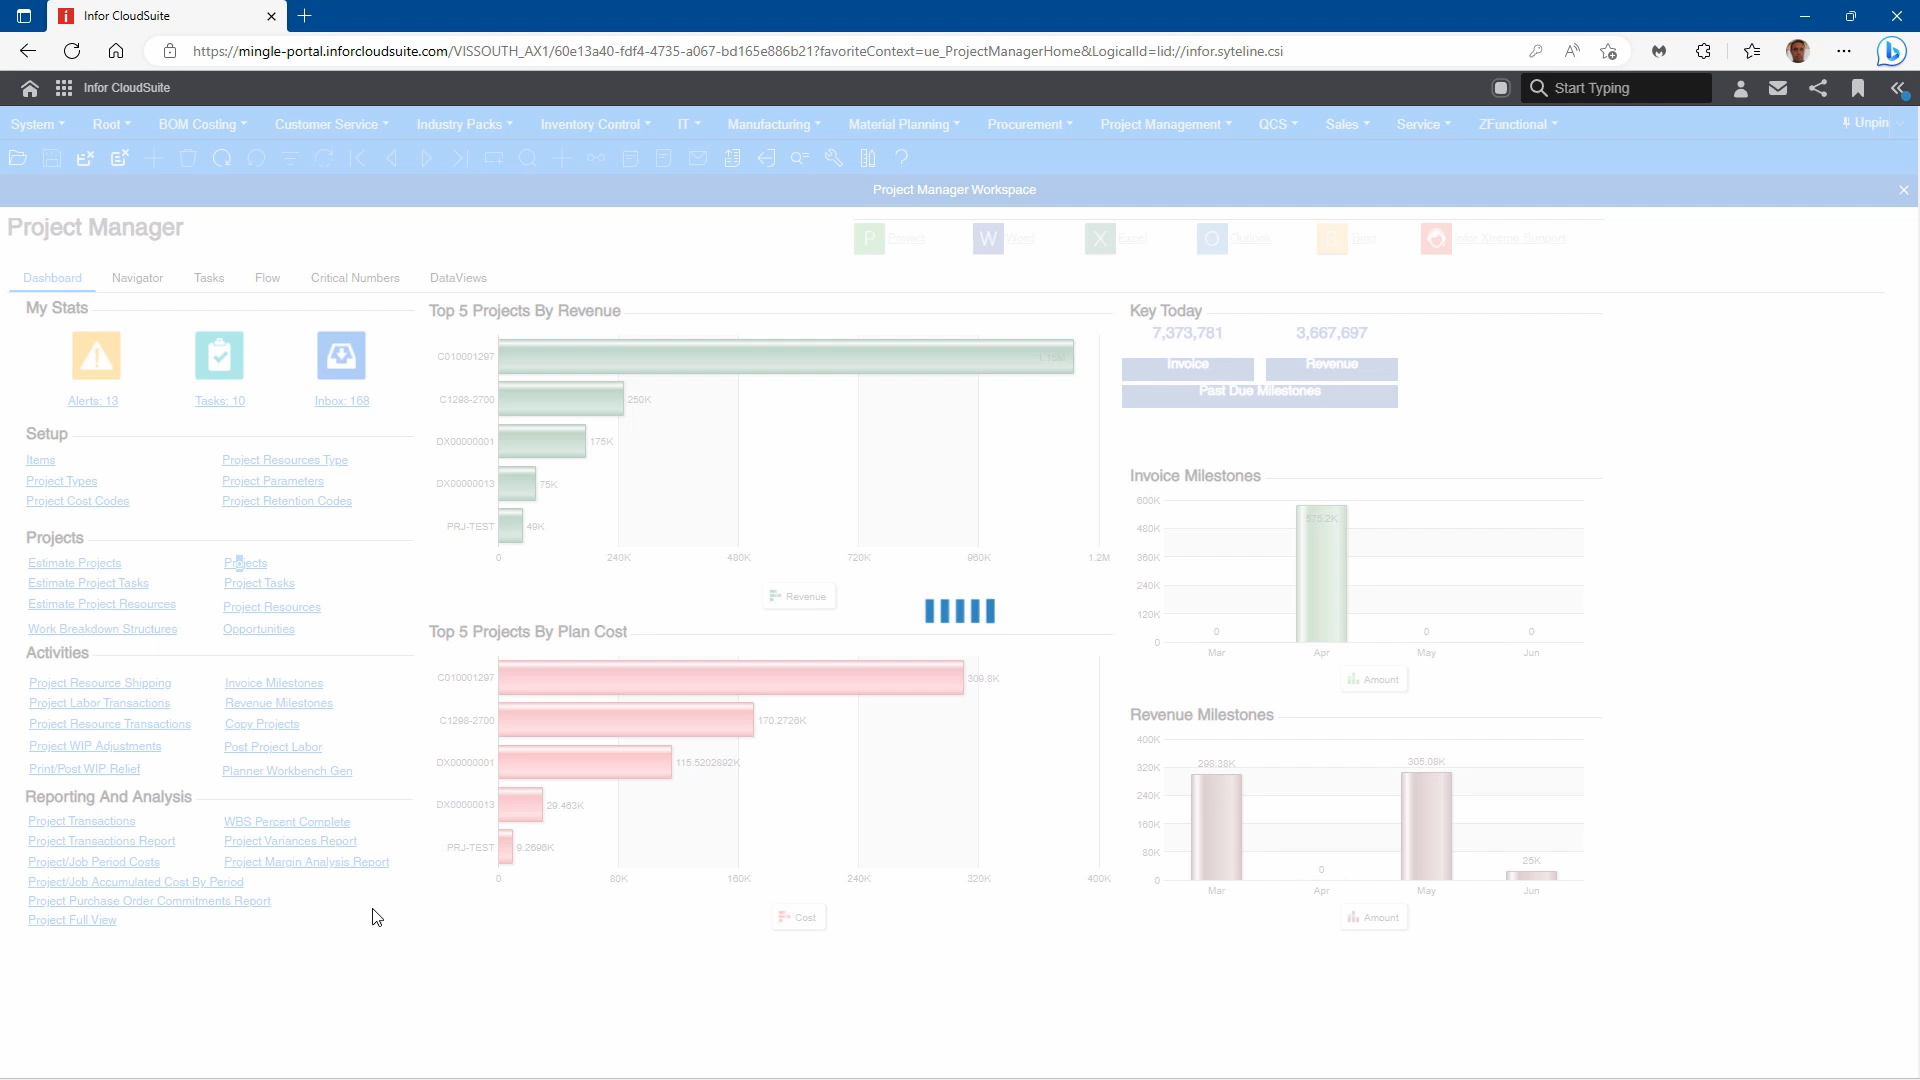 Infor CloudSuite
https://mingle-portal.inforcloudsuite.com/VISSOUTH_AX1/60e13a40-fdf4-4735-a067-bd165e886b21?favoriteContext=ue_ProjectManagerHome&LogicalId=lid://infor.syteline.csi
Infor CloudSuite
Start Typing
System Root BOM Costing Customer Service Industry Packs Inventory Control IT Manufacturing Material Planning Procurement Project Management QCS Sales Service ZFunctional Unpin
Project Manager Workspace
Project Manager
P Project W Word X Excel O Outlook Infor Xtreme Support
Dashboard Navigator Tasks Flow Critical Numbers DataViews
My Stats
Alerts: 13 Tasks: 10 Inbox: 168
Setup
Items Project Resources Type
Project Types Project Parameters
Project Cost Codes Project Retention Codes
Projects
Estimate Projects Projects
Estimate Project Tasks Project Tasks
Estimate Project Resources Project Resources
Work Breakdown Structures Opportunities
Activities
Project Resource Shipping Invoice Milestones
Project Labor Transactions Revenue Milestones
Project Resource Transactions Copy Projects
Project WIP Adjustments Post Project Labor
Print/Post WIP Relief Planner Workbench Gen
Reporting And Analysis
Project Transactions WBS Percent Complete
Project Transactions Report Project Variances Report
Project/Job Period Costs Project Margin Analysis Report
Project/Job Accumulated Cost By Period
Project Purchase Order Commitments Report
Project Full View
Top 5 Projects By Revenue
C010001297 1.15M
C1298-2700 250K
DX00000001 175K
DX00000013 75K
PRJ-TEST 49K
0 240K 480K 720K 960K 1.2M
Revenue
Top 5 Projects By Plan Cost
C010001297 309.8K
C1298-2700 170.2726K
DX00000001 115.5202892K
DX00000013 29.463K
PRJ-TEST 9.2696K
0 80K 160K 240K 320K 400K
Cost
Key Today
7,373,781 3,667,697
Invoice Revenue
Past Due Milestones
Invoice Milestones
600K
480K
360K
240K
120K
0
575.2K
0 0 0
Mar Apr May Jun
Amount
Revenue Milestones
400K
320K
240K
160K
80K
0
298.38K 0 305.08K 25K
Mar Apr May Jun
Amount